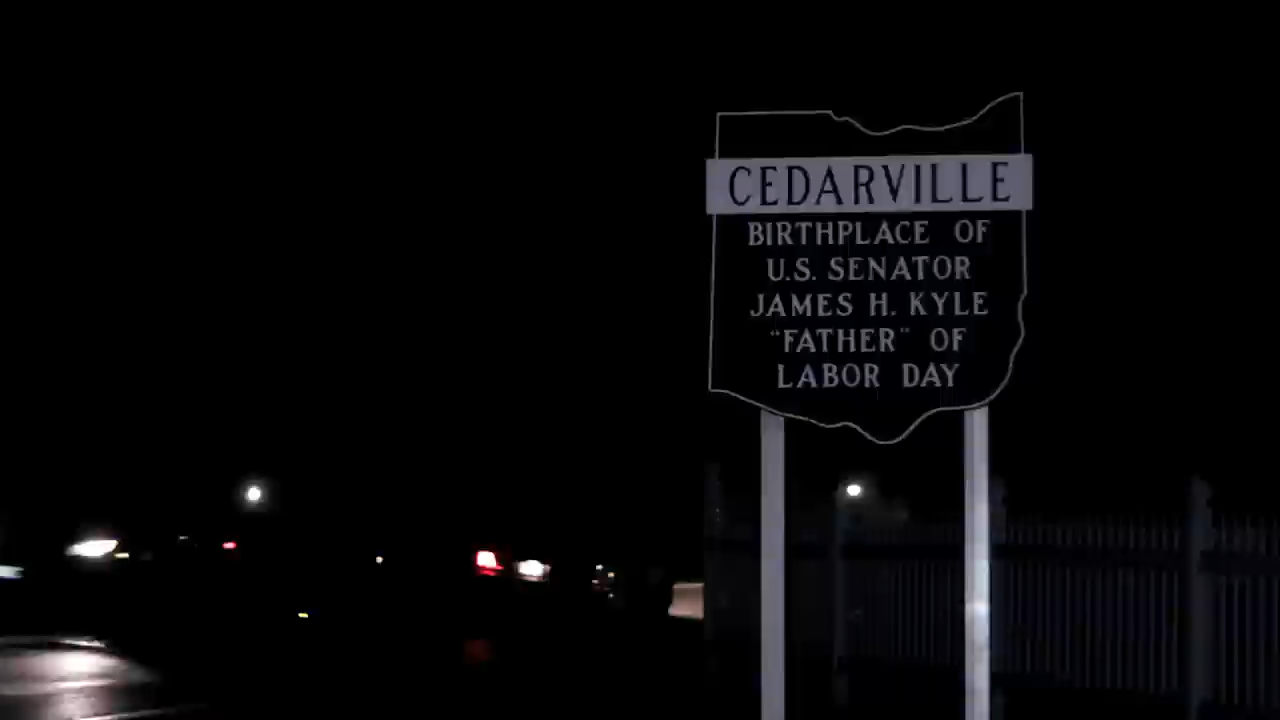 CEDARVILLE
BIRTHPLACE OF
U.S. SENATOR
JAMES H. KYLE
"FATHER" OF
LABOR DAY